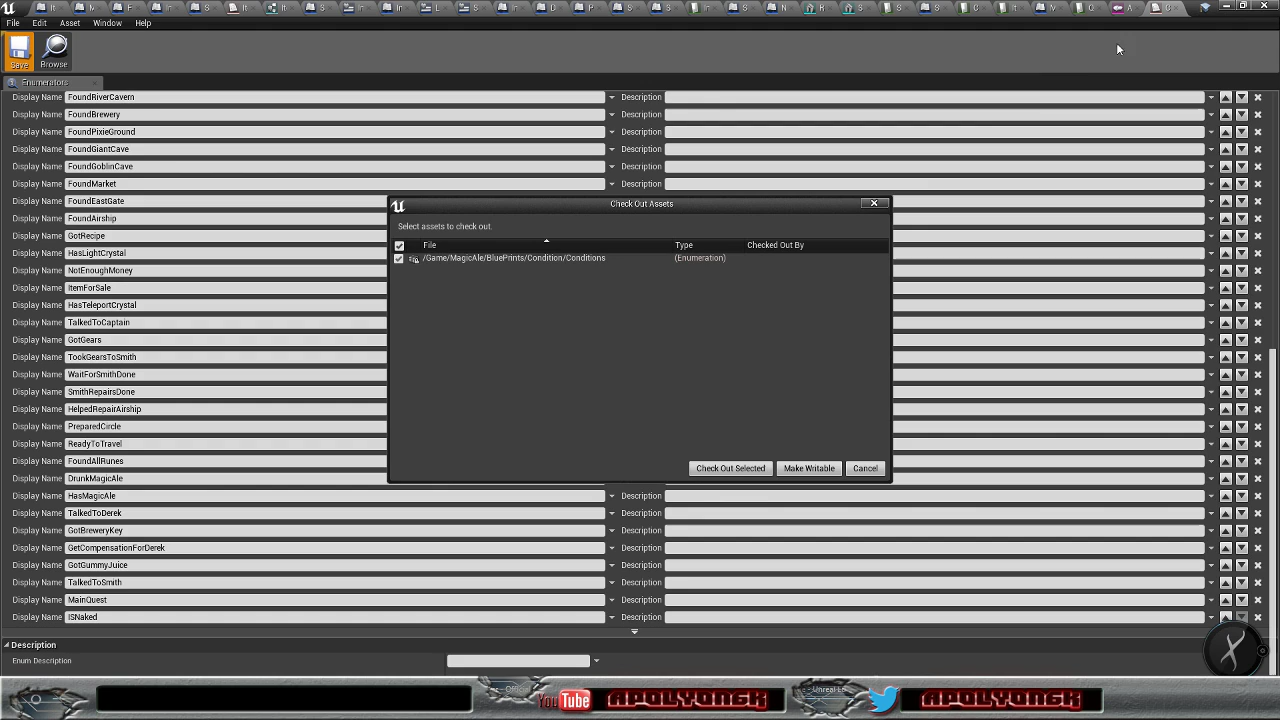 File Edit Asset Window Help
Save Browse
Enumerators
Display Name FoundRiverCavern Description
Display Name FoundBrewery Description
Display Name FoundPixieGround Description
Display Name FoundGiantCave Description
Display Name FoundGoblinCave Description
Display Name FoundMarket Description
Display Name FoundEastGate
Display Name FoundAirship
Display Name GotRecipe
Display Name HasLightCrystal
Display Name NotEnoughMoney
Display Name ItemForSale
Display Name HasTeleportCrystal
Display Name TalkedToCaptain
Display Name GotGears
Display Name TookGearsToSmith
Display Name WaitForSmithDone
Display Name SmithRepairsDone
Display Name HelpedRepairAirship
Display Name PreparedCircle
Display Name ReadyToTravel
Display Name FoundAllRunes
Display Name DrunkMagicAle
Display Name HasMagicAle Description
Display Name TalkedToDerek Description
Display Name GotBreweryKey Description
Display Name GetCompensationForDerek Description
Display Name GotGummyJuice Description
Display Name TalkedToSmith Description
Display Name MainQuest Description
Display Name ISNaked Description
Check Out Assets
Select assets to check out.
File Type Checked Out By
/Game/MagicAle/BluePrints/Condition/Conditions (Enumeration)
Check Out Selected Make Writable Cancel
Description
Enum Description
YouTube APOLYONGK APOLYONGK